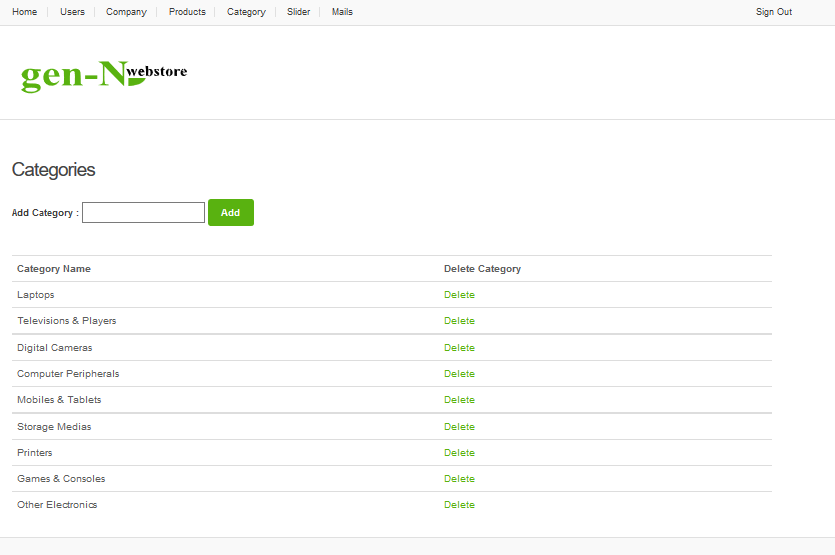 Home Users Company Products Category Slider Mails Sign Out
gen-N webstore
Categories
Add Category : Add
Category Name Delete Category
Laptops Delete
Televisions & Players Delete
Digital Cameras Delete
Computer Peripherals Delete
Mobiles & Tablets Delete
Storage Medias Delete
Printers Delete
Games & Consoles Delete
Other Electronics Delete